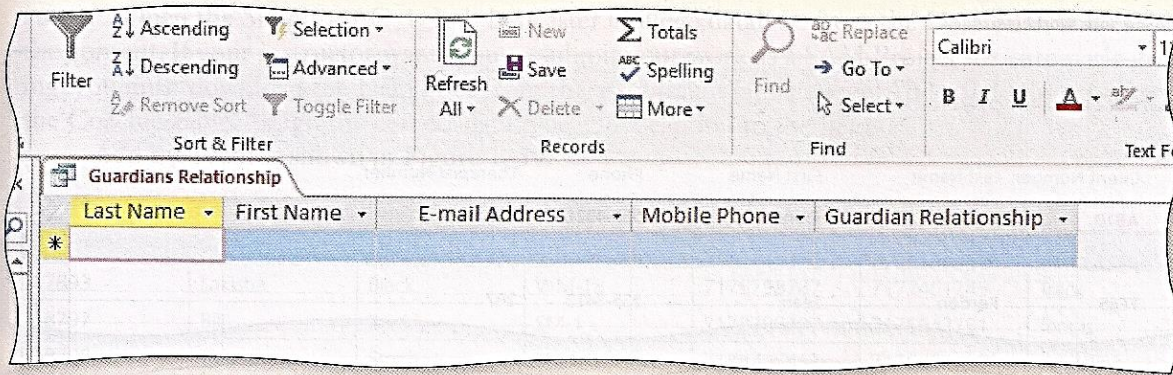 Ascending
Selection
New
Totals
Replace
Calibri
Filter
Descending
Advanced
Refresh
All
Save
Spelling
Find
Go To
Remove Sort
Toggle Filter
Delete
More
Select
B I U A
Sort & Filter
Records
Find
Text F
Guardians Relationship
Last Name
First Name
E-mail Address
Mobile Phone
Guardian Relationship
*